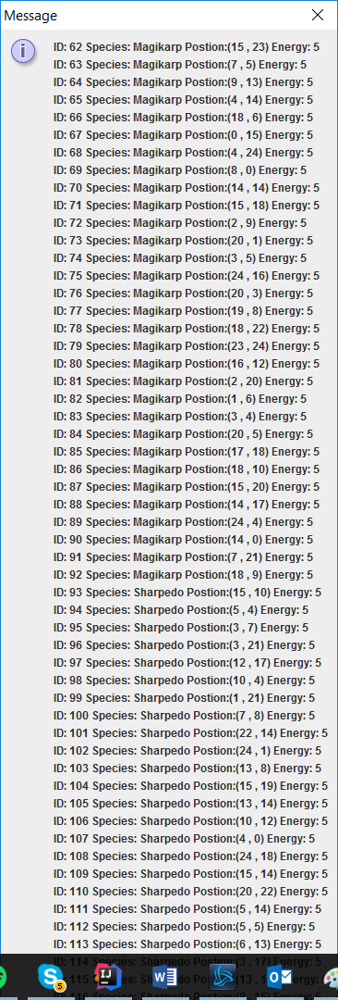 Message
ID: 62 Species: Magikarp Postion:(15 , 23) Energy: 5
ID: 63 Species: Magikarp Postion:(7 , 5) Energy: 5
ID: 64 Species: Magikarp Postion:(9 , 13) Energy: 5
ID: 65 Species: Magikarp Postion:(4 , 14) Energy: 5
ID: 66 Species: Magikarp Postion:(18 , 6) Energy: 5
ID: 67 Species: Magikarp Postion:(0 , 15) Energy: 5
ID: 68 Species: Magikarp Postion:(4 , 24) Energy: 5
ID: 69 Species: Magikarp Postion:(8 , 0) Energy: 5
ID: 70 Species: Magikarp Postion:(14 , 14) Energy: 5
ID: 71 Species: Magikarp Postion:(15 , 18) Energy: 5
ID: 72 Species: Magikarp Postion:(2 , 9) Energy: 5
ID: 73 Species: Magikarp Postion:(20 , 1) Energy: 5
ID: 74 Species: Magikarp Postion:(3 , 5) Energy: 5
ID: 75 Species: Magikarp Postion:(24 , 16) Energy: 5
ID: 76 Species: Magikarp Postion:(20 , 3) Energy: 5
ID: 77 Species: Magikarp Postion:(19 , 8) Energy: 5
ID: 78 Species: Magikarp Postion:(18 , 22) Energy: 5
ID: 79 Species: Magikarp Postion:(23 , 24) Energy: 5
ID: 80 Species: Magikarp Postion:(16 , 12) Energy: 5
ID: 81 Species: Magikarp Postion:(2 , 20) Energy: 5
ID: 82 Species: Magikarp Postion:(1 , 6) Energy: 5
ID: 83 Species: Magikarp Postion:(3 , 4) Energy: 5
ID: 84 Species: Magikarp Postion:(20 , 5) Energy: 5
ID: 85 Species: Magikarp Postion:(17 , 18) Energy: 5
ID: 86 Species: Magikarp Postion:(18 , 10) Energy: 5
ID: 87 Species: Magikarp Postion:(15 , 20) Energy: 5
ID: 88 Species: Magikarp Postion:(14 , 17) Energy: 5
ID: 89 Species: Magikarp Postion:(24 , 4) Energy: 5
ID: 90 Species: Magikarp Postion:(14 , 0) Energy: 5
ID: 91 Species: Magikarp Postion:(7 , 21) Energy: 5
ID: 92 Species: Magikarp Postion:(18 , 9) Energy: 5
ID: 93 Species: Sharpedo Postion:(15 , 10) Energy: 5
ID: 94 Species: Sharpedo Postion:(5 , 4) Energy: 5
ID: 95 Species: Sharpedo Postion:(3 , 7) Energy: 5
ID: 96 Species: Sharpedo Postion:(3 , 21) Energy: 5
ID: 97 Species: Sharpedo Postion:(12 , 17) Energy: 5
ID: 98 Species: Sharpedo Postion:(10 , 4) Energy: 5
ID: 99 Species: Sharpedo Postion:(1 , 21) Energy: 5
ID: 100 Species: Sharpedo Postion:(7 , 8) Energy: 5
ID: 101 Species: Sharpedo Postion:(22 , 14) Energy: 5
ID: 102 Species: Sharpedo Postion:(24 , 1) Energy: 5
ID: 103 Species: Sharpedo Postion:(13 , 8) Energy: 5
ID: 104 Species: Sharpedo Postion:(15 , 19) Energy: 5
ID: 105 Species: Sharpedo Postion:(13 , 14) Energy: 5
ID: 106 Species: Sharpedo Postion:(10 , 12) Energy: 5
ID: 107 Species: Sharpedo Postion:(4 , 0) Energy: 5
ID: 108 Species: Sharpedo Postion:(24 , 18) Energy: 5
ID: 109 Species: Sharpedo Postion:(15 , 14) Energy: 5
ID: 110 Species: Sharpedo Postion:(20 , 22) Energy: 5
ID: 111 Species: Sharpedo Postion:(5 , 14) Energy: 5
ID: 112 Species: Sharpedo Postion:(5 , 5) Energy: 5
ID: 113 Species: Sharpedo Postion:(6 , 13) Energy: 5